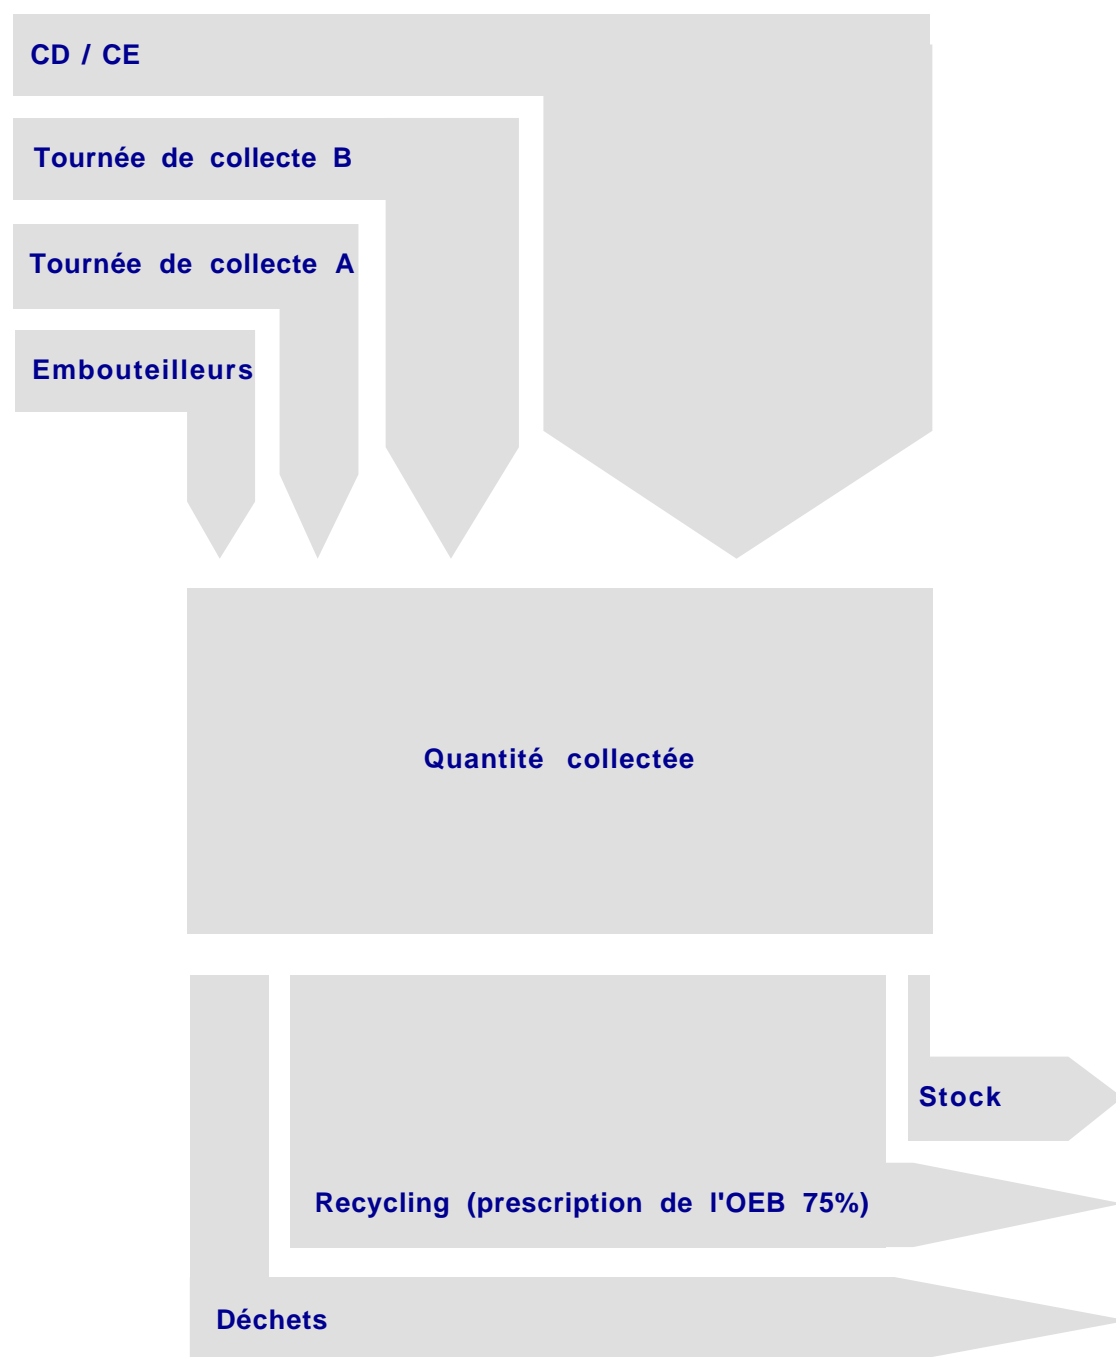 CD / CE
Tournée de collecte B
Tournée de collecte A
Embouteilleurs
Quantité collectée
Stock
Recycling (prescription de l'OEB 75%)
Déchets